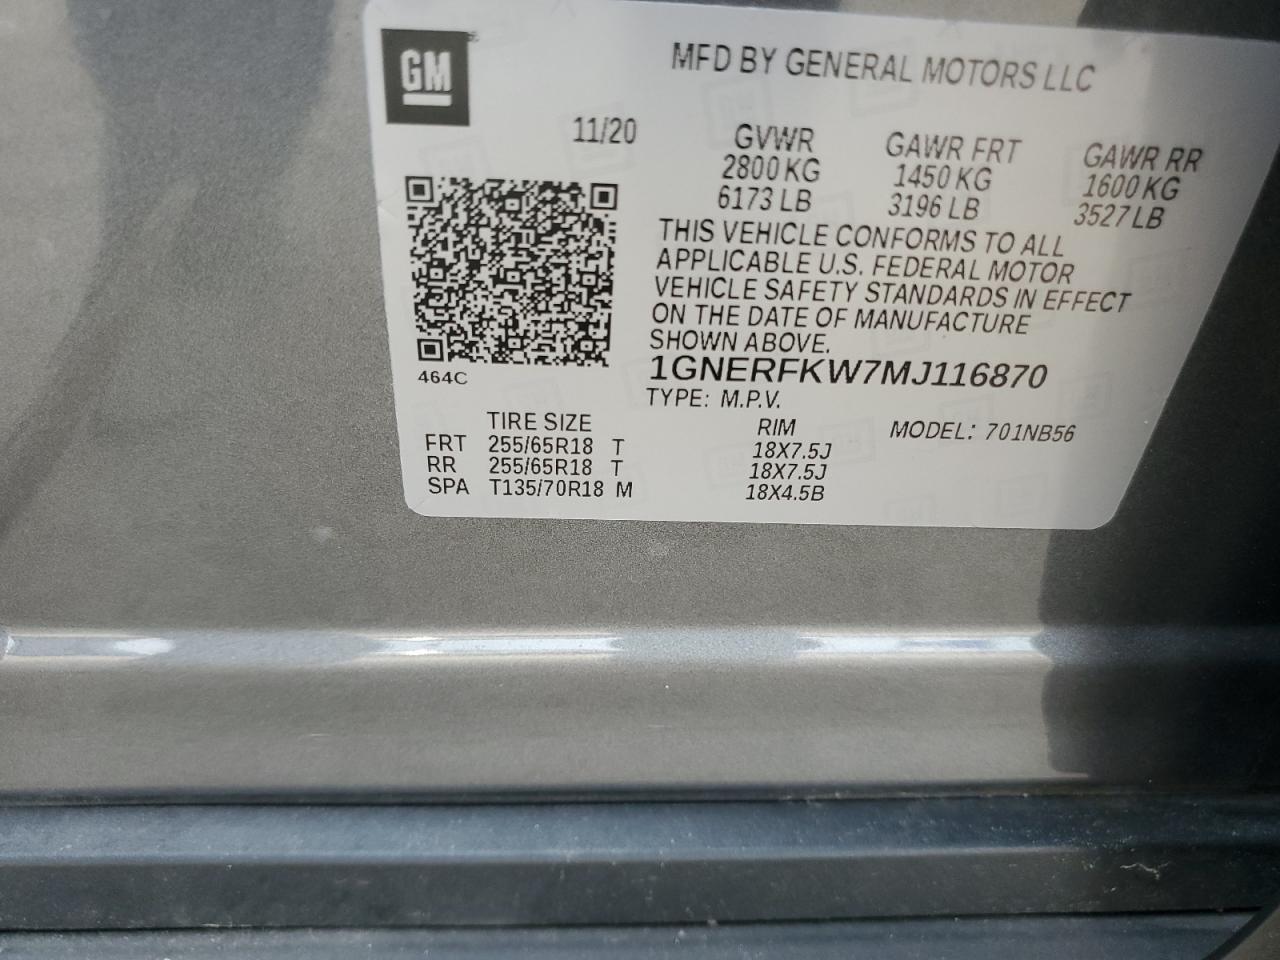 GM
MFD BY GENERAL MOTORS LLC
11/20 GVWR GAWR FRT GAWR RR
2800 KG 1450 KG 1600 KG
6173 LB 3196 LB 3527 LB
THIS VEHICLE CONFORMS TO ALL
APPLICABLE U.S. FEDERAL MOTOR
VEHICLE SAFETY STANDARDS IN EFFECT
ON THE DATE OF MANUFACTURE
SHOWN ABOVE.
464C
1GNERFKW7MJ116870
TYPE: M.P.V.
TIRE SIZE RIM MODEL: 701NB56
FRT 255/65R18 T 18X7.5J
RR 255/65R18 T 18X7.5J
SPA T135/70R18 M 18X4.5B